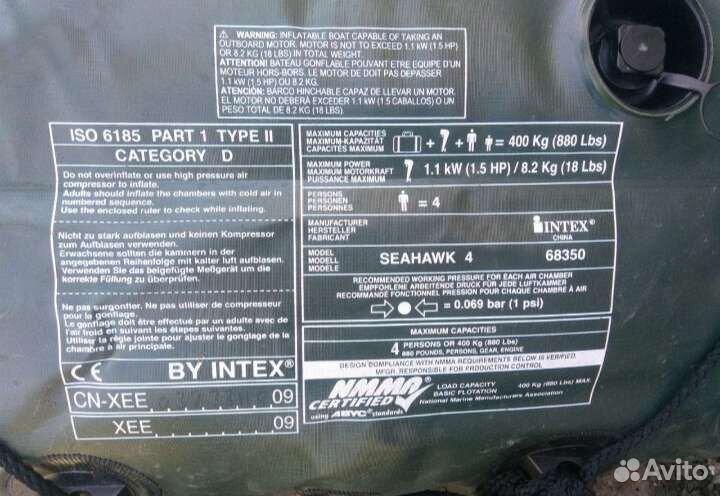 WARNING: INFLATABLE BOAT CAPABLE OF TAKING AN
OUTBOARD MOTOR. MOTOR IS NOT TO EXCEED 1.1 kW (1.5 HP)
OR 8.2 KG (18 LBS) IN TOTAL WEIGHT.
ATTENTION! BATEAU GONFLABLE POUVANT ETRE EQUIPE D'UN
MOTEUR HORS-BORS. LE MOTEUR DE DOIT PAS DEPASSER
1.1 kW (1.5 HP) OU 8.2 KG.
ATENCIÓN: BARCO HINCHABLE CAPAZ DE LLEVAR UN MOTOR.
EL MOTOR NO DEBERÁ EXCEDER 1.1 kW (1.5 CABALLOS) O UN
PESO TOTAL DE 8.2 KG (18 LBS).
ISO 6185 PART 1 TYPE II
CATEGORY D
Do not overinflate or use high pressure air
compressor to inflate.
Adults should inflate the chambers with cold air in
numbered sequence.
Use the enclosed ruler to check while inflating.
Nicht zu stark aufblasen und keinen Kompressor
zum Aufblasen verwenden.
Erwachsene sollten die kammern in der
angegebenen Reihenfolge mit kalter luft aufblasen.
Verwenden Sie das beigefügte Meßgerät um die
korrekte Füllung zu überprüfen.
Ne pas surgonfler. Ne pas utiliser de compresseur
pour la gonfler.
Le gonflage doit être effectué par un adulte avec de
l'air froid en suivant les étapes suivantes.
Utiliser la règle jointe pour ajuster le gonglage de la
chambre à air principale.
CE BY INTEX®
CN-XEE 09
XEE 09
MAXIMUM CAPACITIES
MAXIMUM-KAPAZITÄT
CAPACITÉS MAXIMUM
+ + = 400 Kg (880 Lbs)
MAXIMUM POWER
MAXIMUM MOTORKRAFT
PUISSANCE MAXIMUM
1.1 kW (1.5 HP) / 8.2 Kg (18 Lbs)
PERSONS
PERSONEN
PERSONNES
= 4
MANUFACTURER
HERSTELLER
FABRICANT
INTEX®
CHINA
MODEL
MODELL
MODELE
SEAHAWK 4 68350
RECOMMENDED WORKING PRESSURE FOR EACH AIR CHAMBER
EMPFOHLENE ARBEITENDE DRUCK FÜR JEDE LUFTKAMMER
RECOMMANDÉE FONCTIONNEL PRESSION POUR CHAQUE CHAMBRE À AIR
= 0.069 bar (1 psi)
MAXIMUM CAPACITIES
4 PERSONS OR 400 Kg (880 Lbs)
880 POUNDS, PERSONS, GEAR, ENGINE
DESIGN COMPLIANCE WITH NMMA REQUIREMENTS BELOW IS VERIFIED.
MFGR. RESPONSIBLE FOR PRODUCTION CONTROL
NMMA
CERTIFIED
using ABYC® standards
LOAD CAPACITY 400 Kg (880 Lbs) MAX.
BASIC FLOTATION
National Marine Manufacturers Association
Avito